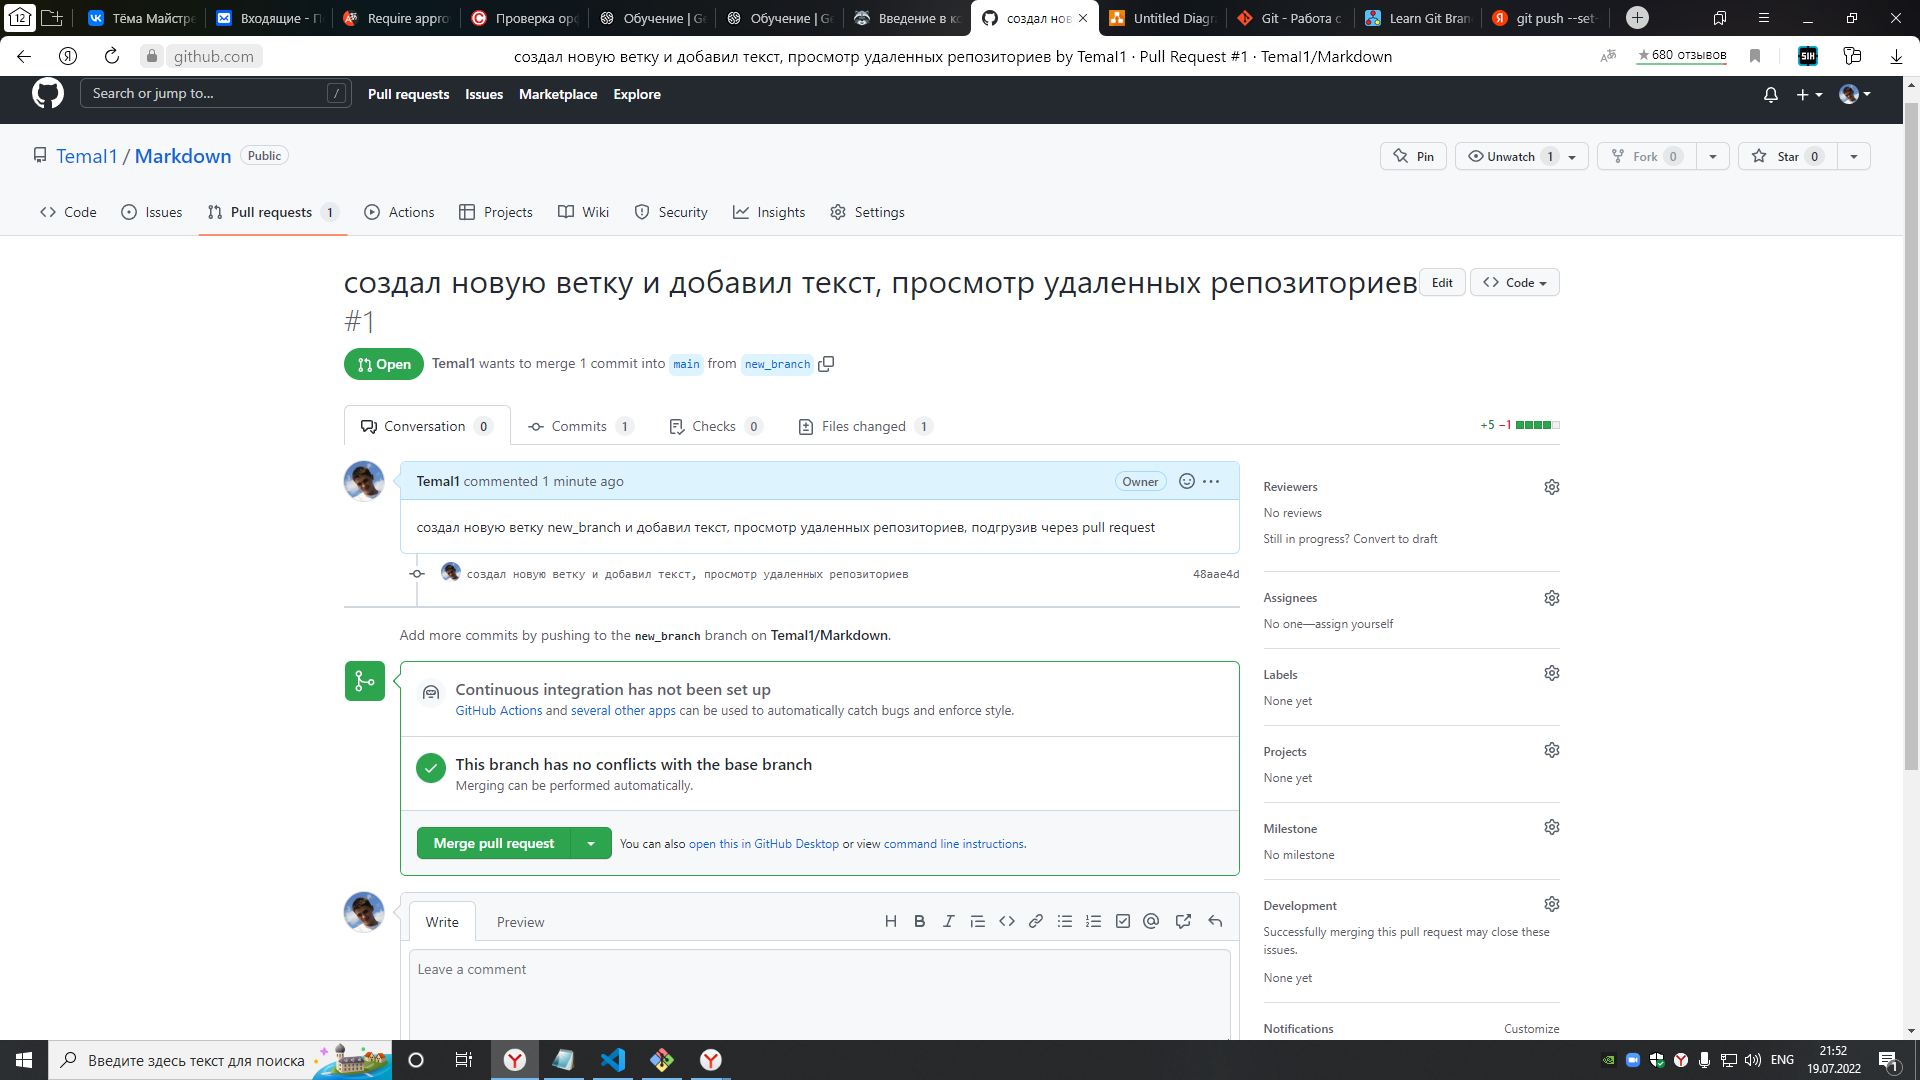 12
Тёма Майстре
Входящие - П
Require appro
Проверка орф
Обучение | Ge
Обучение | Ge
Введение в ко
создал нов
Untitled Diagra
Git - Работа с
Learn Git Bran
git push --set-
github.com
создал новую ветку и добавил текст, просмотр удаленных репозиториев by Temal1 · Pull Request #1 · Temal1/Markdown
680 отзывов
Search or jump to...
/
Pull requests
Issues
Marketplace
Explore
Temal1 / Markdown
Public
Pin
Unwatch 1
Fork 0
Star 0
Code
Issues
Pull requests 1
Actions
Projects
Wiki
Security
Insights
Settings
создал новую ветку и добавил текст, просмотр удаленных репозиториев
#1
Edit
Code
Open
Temal1 wants to merge 1 commit into main from new_branch
Conversation 0
Commits 1
Checks 0
Files changed 1
+5 −1
Temal1 commented 1 minute ago
Owner
создал новую ветку new_branch и добавил текст, просмотр удаленных репозиториев, подгрузив через pull request
создал новую ветку и добавил текст, просмотр удаленных репозиториев
48aae4d
Add more commits by pushing to the new_branch branch on Temal1/Markdown.
Continuous integration has not been set up
GitHub Actions and several other apps can be used to automatically catch bugs and enforce style.
This branch has no conflicts with the base branch
Merging can be performed automatically.
Merge pull request
You can also open this in GitHub Desktop or view command line instructions.
Write
Preview
Leave a comment
Reviewers
No reviews
Still in progress? Convert to draft
Assignees
No one—assign yourself
Labels
None yet
Projects
None yet
Milestone
No milestone
Development
Successfully merging this pull request may close these
issues.
None yet
Notifications
Customize
Введите здесь текст для поиска
ENG
21:52
19.07.2022
1